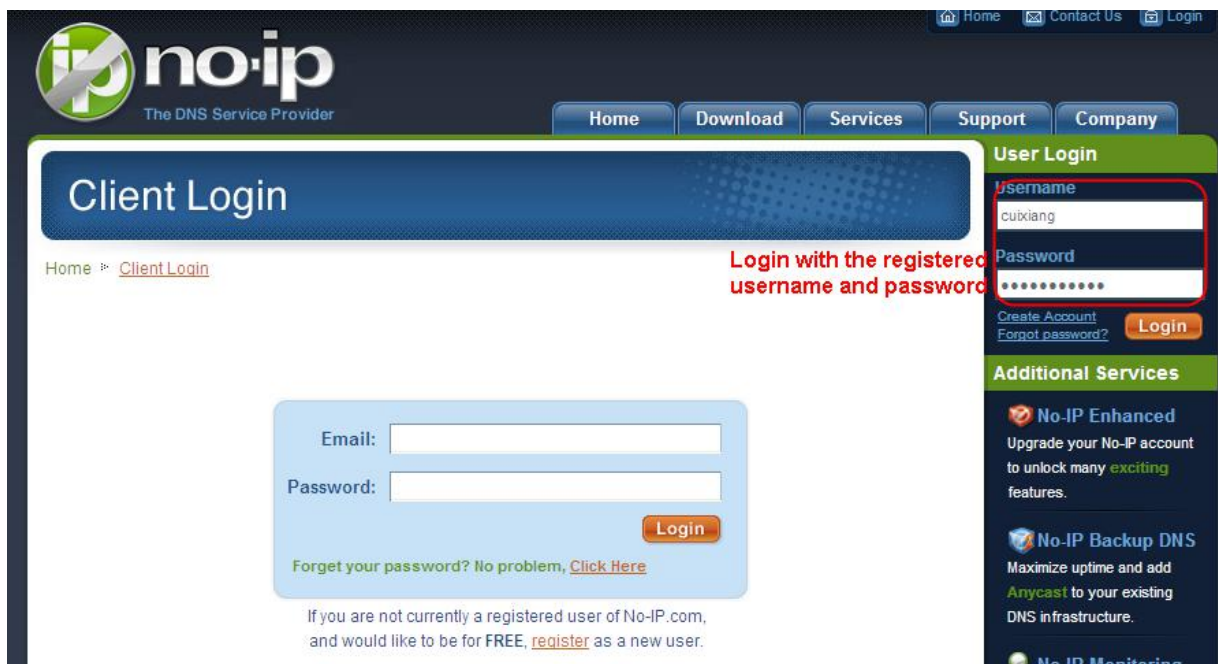 Home Contact Us Login
ip no·ip
The DNS Service Provider
Home Download Services Support Company
Client Login
Home Client Login
Login with the registered
username and password
User Login
Username
cuixiang
Password
•••••••••••
Create Account
Forgot password?
Login
Email:
Password:
Login
Forget your password? No problem, Click Here
If you are not currently a registered user of No-IP.com,
and would like to be for FREE, register as a new user.
Additional Services
No-IP Enhanced
Upgrade your No-IP account
to unlock many exciting
features.
No-IP Backup DNS
Maximize uptime and add
Anycast to your existing
DNS infrastructure.
No-IP Monitoring